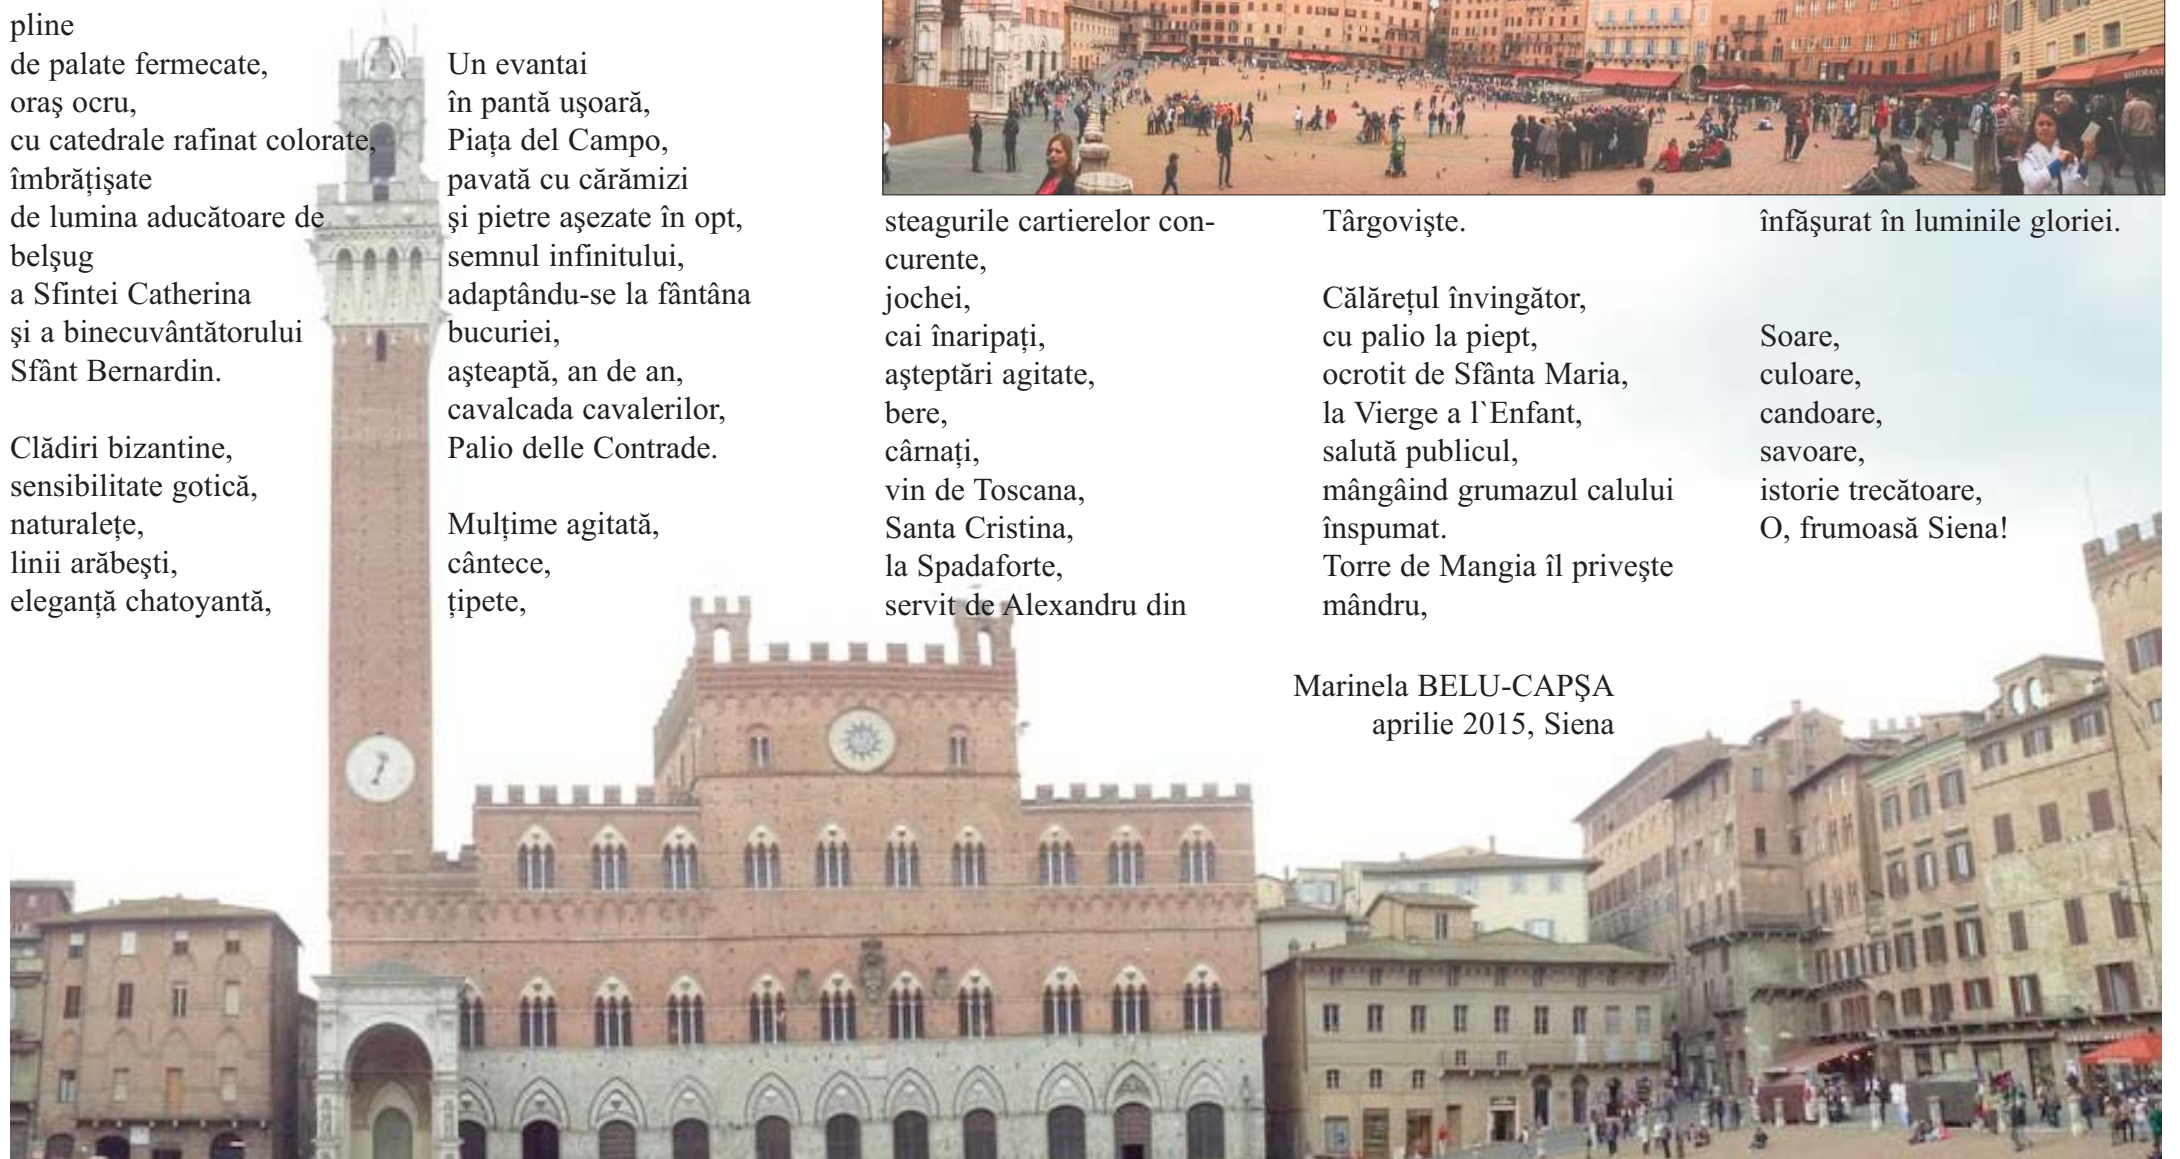 pline
de palate fermecate,
oraş ocru,
cu catedrale rafinat colorate,
îmbrăţişate
de lumina aducătoare de
belşug
a Sfintei Catherina
şi a binecuvântătorului
Sfânt Bernardin.
Clădiri bizantine,
sensibilitate gotică,
naturaleţe,
linii arăbeşti,
eleganţă chatoyantă,
Un evantai
în pantă uşoară,
Piaţa del Campo,
pavată cu cărămizi
şi pietre aşezate în opt,
semnul infinitului,
adaptându-se la fântâna
bucuriei,
aşteaptă, an de an,
cavalcada cavalerilor,
Palio delle Contrade.
Mulţime agitată,
cântece,
ţipete,
steagurile cartierelor con-
curente,
jochei,
cai înaripaţi,
aşteptări agitate,
bere,
cârnaţi,
vin de Toscana,
Santa Cristina,
la Spadaforte,
servit de Alexandru din
Târgovişte.
Călăreţul învingător,
cu palio la piept,
ocrotit de Sfânta Maria,
la Vierge a l`Enfant,
salută publicul,
mângâind grumazul calului
înspumat.
Torre de Mangia îl priveşte
mândru,
înfăşurat în luminile gloriei.
Soare,
culoare,
candoare,
savoare,
istorie trecătoare,
O, frumoasă Siena!
Marinela BELU-CAPŞA
aprilie 2015, Siena